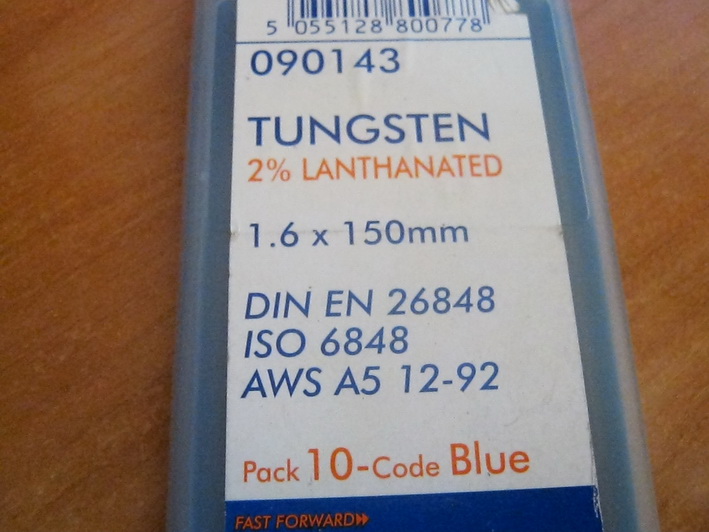 5 055128 800778
090143
TUNGSTEN
2% LANTHANATED
1.6 x 150mm
DIN EN 26848
ISO 6848
AWS A5 12-92
Pack 10-Code Blue
FAST FORWARD